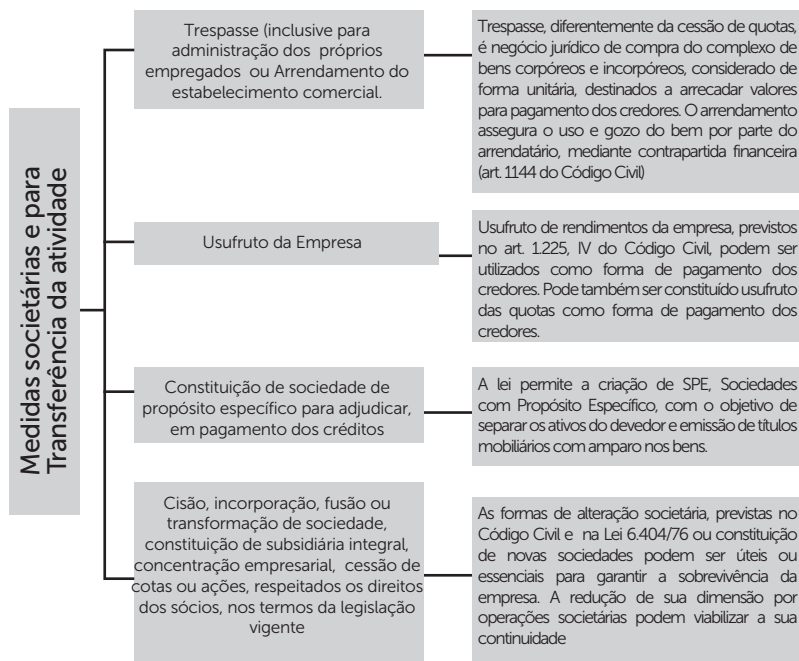 Medidas societárias e para
Transferência da atividade
Trespasse (inclusive para
administração dos próprios
empregados ou Arrendamento do
estabelecimento comercial.
Trespasse, diferentemente da cessão de quotas,
é negócio jurídico de compra do complexo de
bens corpóreos e incorpóreos, considerado de
forma unitária, destinados a arrecadar valores
para pagamento dos credores. O arrendamento
assegura o uso e gozo do bem por parte do
arrendatário, mediante contrapartida financeira
(art. 1144 do Código Civil)
Usufruto da Empresa
Usufruto de rendimentos da empresa, previstos
no art. 1.225, IV do Código Civil, podem ser
utilizados como forma de pagamento dos
credores. Pode também ser constituído usufruto
das quotas como forma de pagamento dos
credores.
Constituição de sociedade de
propósito específico para adjudicar,
em pagamento dos créditos
A lei permite a criação de SPE, Sociedades
com Propósito Específico, com o objetivo de
separar os ativos do devedor e emissão de títulos
mobiliários com amparo nos bens.
Cisão, incorporação, fusão ou
transformação de sociedade,
constituição de subsidiária integral,
concentração empresarial, cessão de
cotas ou ações, respeitados os direitos
dos sócios, nos termos da legislação
vigente
As formas de alteração societária, previstas no
Código Civil e na Lei 6.404/76 ou constituição
de novas sociedades podem ser úteis ou
essenciais para garantir a sobrevivência da
empresa. A redução de sua dimensão por
operações societárias podem viabilizar a sua
continuidade